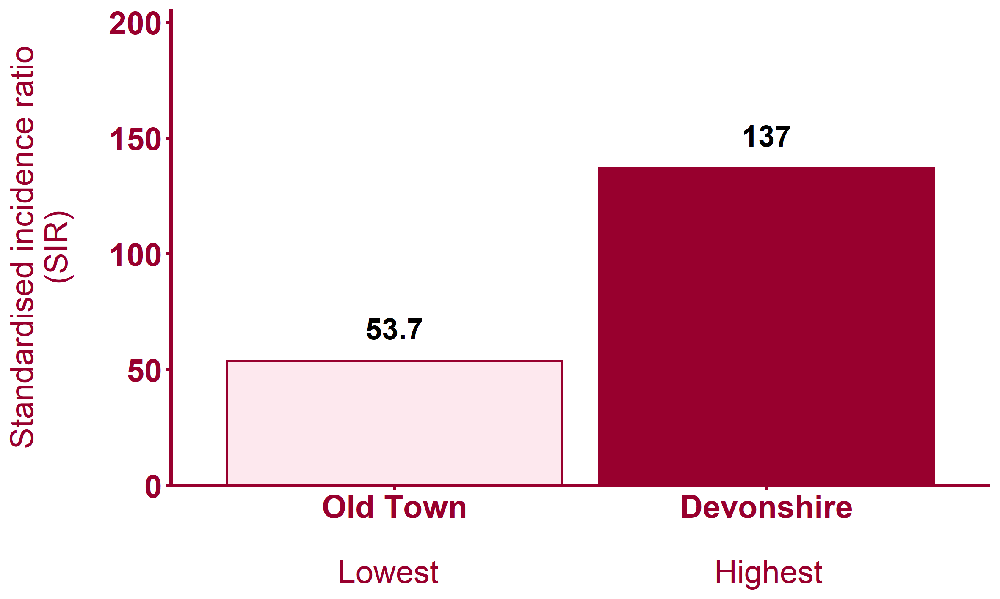 Standardised incidence ratio
(SIR)
200
150
100
50
0
137
53.7
Old Town Devonshire
Lowest Highest